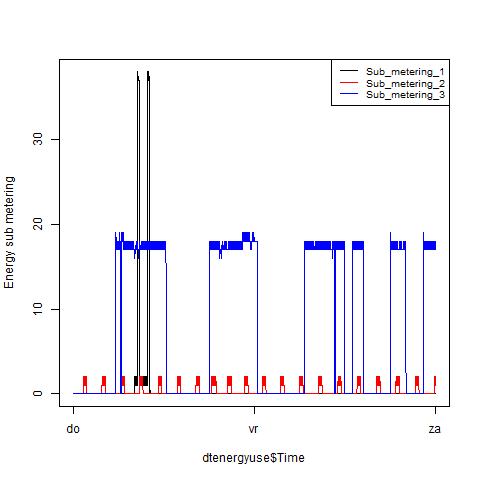 Sub_metering_1
Sub_metering_2
Sub_metering_3
Energy sub metering
30
20
10
0
do
vr
za
dtenergyuse$Time